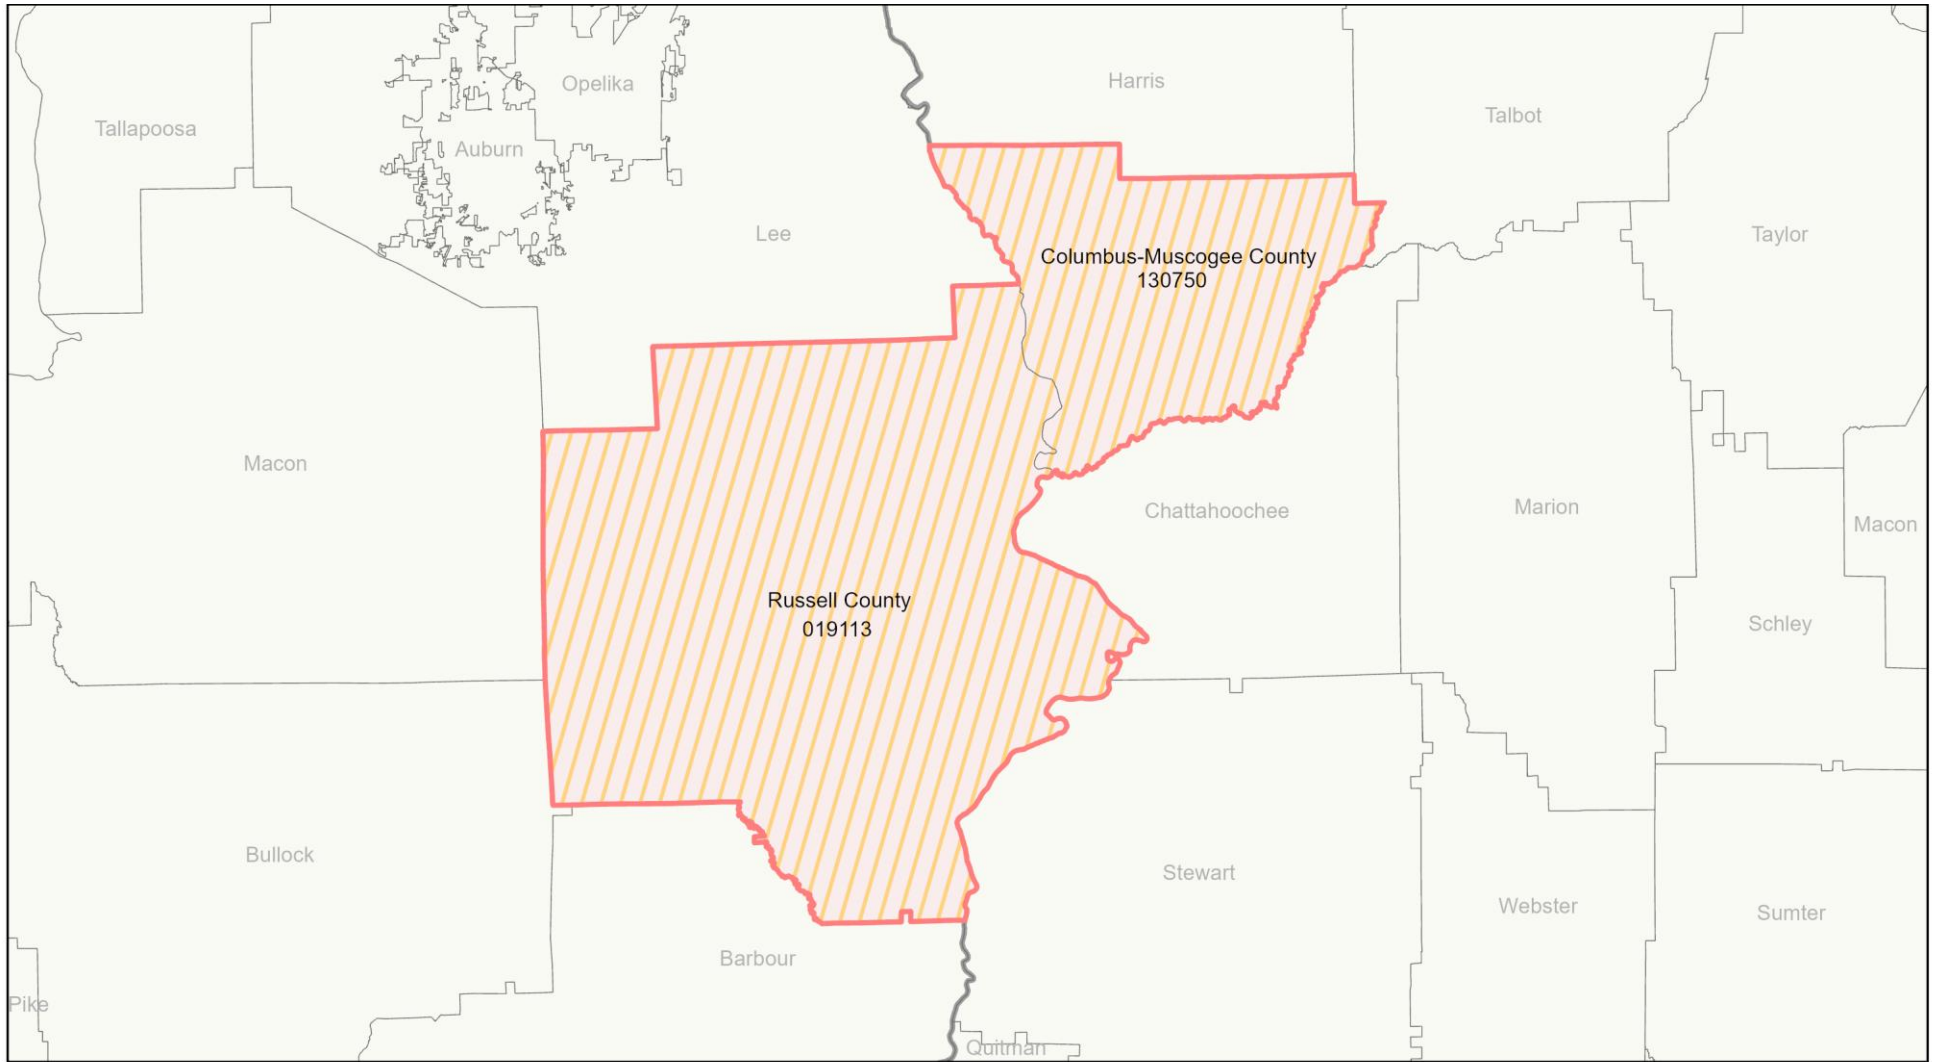 Opelika
Harris
Talbot
Tallapoosa
Auburn
Lee
Taylor
Columbus-Muscogee County
130750
Macon
Chattahoochee
Marion
Macon
Russell County
019113
Schley
Bullock
Stewart
Webster
Sumter
Barbour
Pike
Quitman